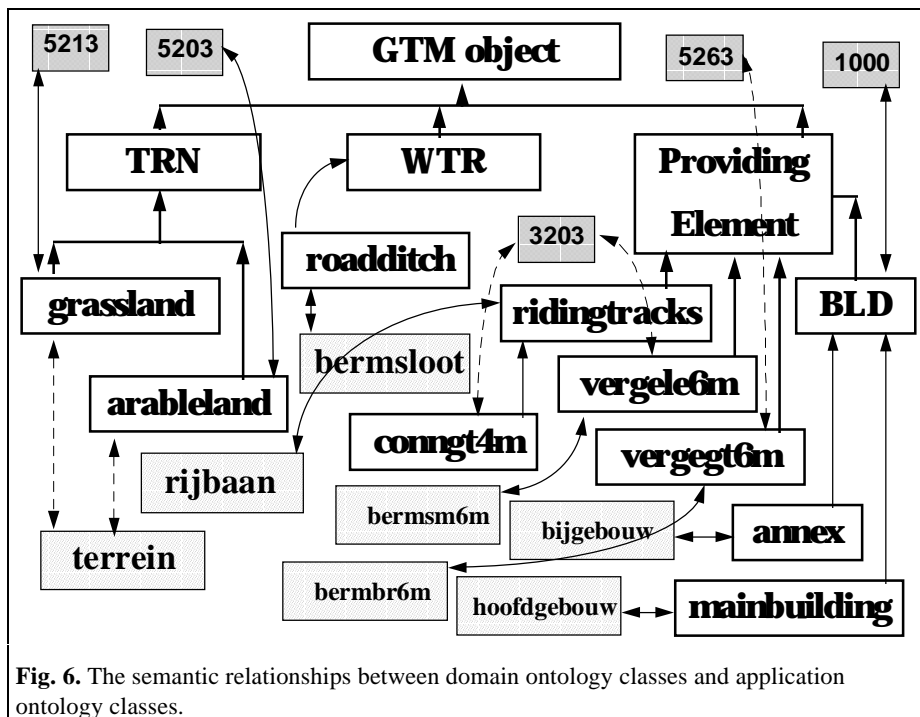 5213
5203
GTM object
5263
1000
TRN
WTR
Providing
Element
3203
roadditch
grassland
ridingtracks
BLD
bermsloot
vergele6m
arableland
conngt4m
vergegt6m
rijbaan
bermsm6m
bijgebouw
annex
terrein
bermbr6m
hoofdgebouw
mainbuilding
Fig. 6. The semantic relationships between domain ontology classes and application
ontology classes.